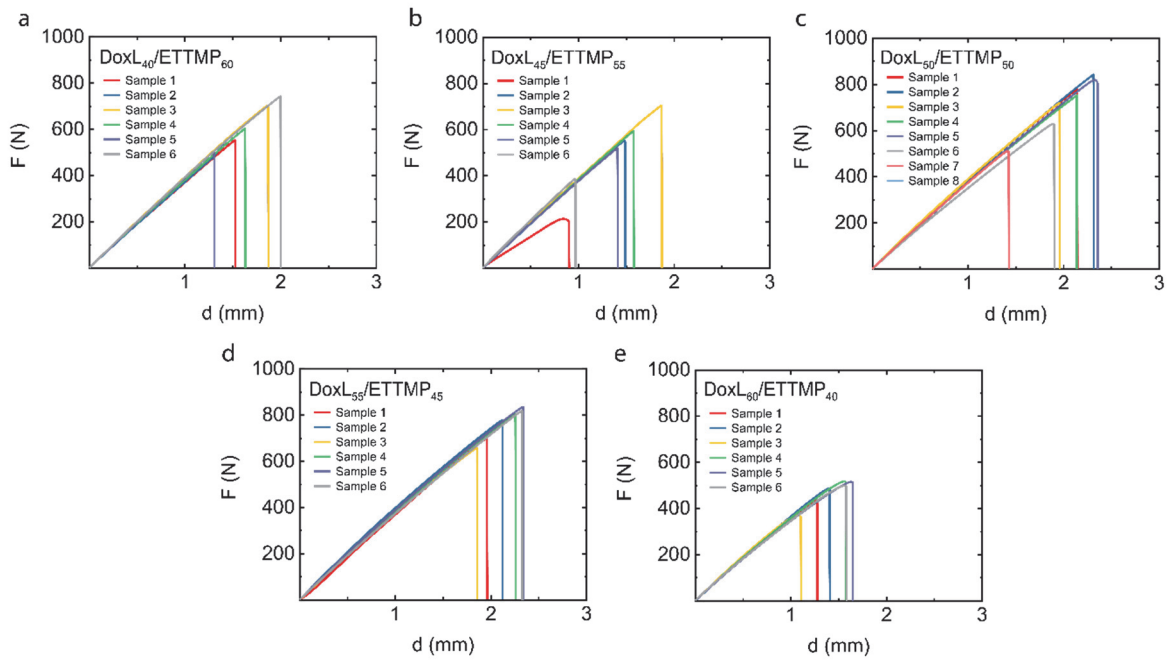 a
DoxL₄₀/ETTMP₆₀
Sample 1
Sample 2
Sample 3
Sample 4
Sample 5
Sample 6
F (N)
1000
800
600
400
200
1 2 3
d (mm)
b
DoxL₄₅/ETTMP₅₅
Sample 1
Sample 2
Sample 3
Sample 4
Sample 5
Sample 6
F (N)
1000
800
600
400
200
1 2 3
d (mm)
c
DoxL₅₀/ETTMP₅₀
Sample 1
Sample 2
Sample 3
Sample 4
Sample 5
Sample 6
Sample 7
Sample 8
F (N)
1000
800
600
400
200
1 2 3
d (mm)
d
DoxL₅₅/ETTMP₄₅
Sample 1
Sample 2
Sample 3
Sample 4
Sample 5
Sample 6
F (N)
1000
800
600
400
200
1 2 3
d (mm)
e
DoxL₆₀/ETTMP₄₀
Sample 1
Sample 2
Sample 3
Sample 4
Sample 5
Sample 6
F (N)
1000
800
600
400
200
1 2 3
d (mm)